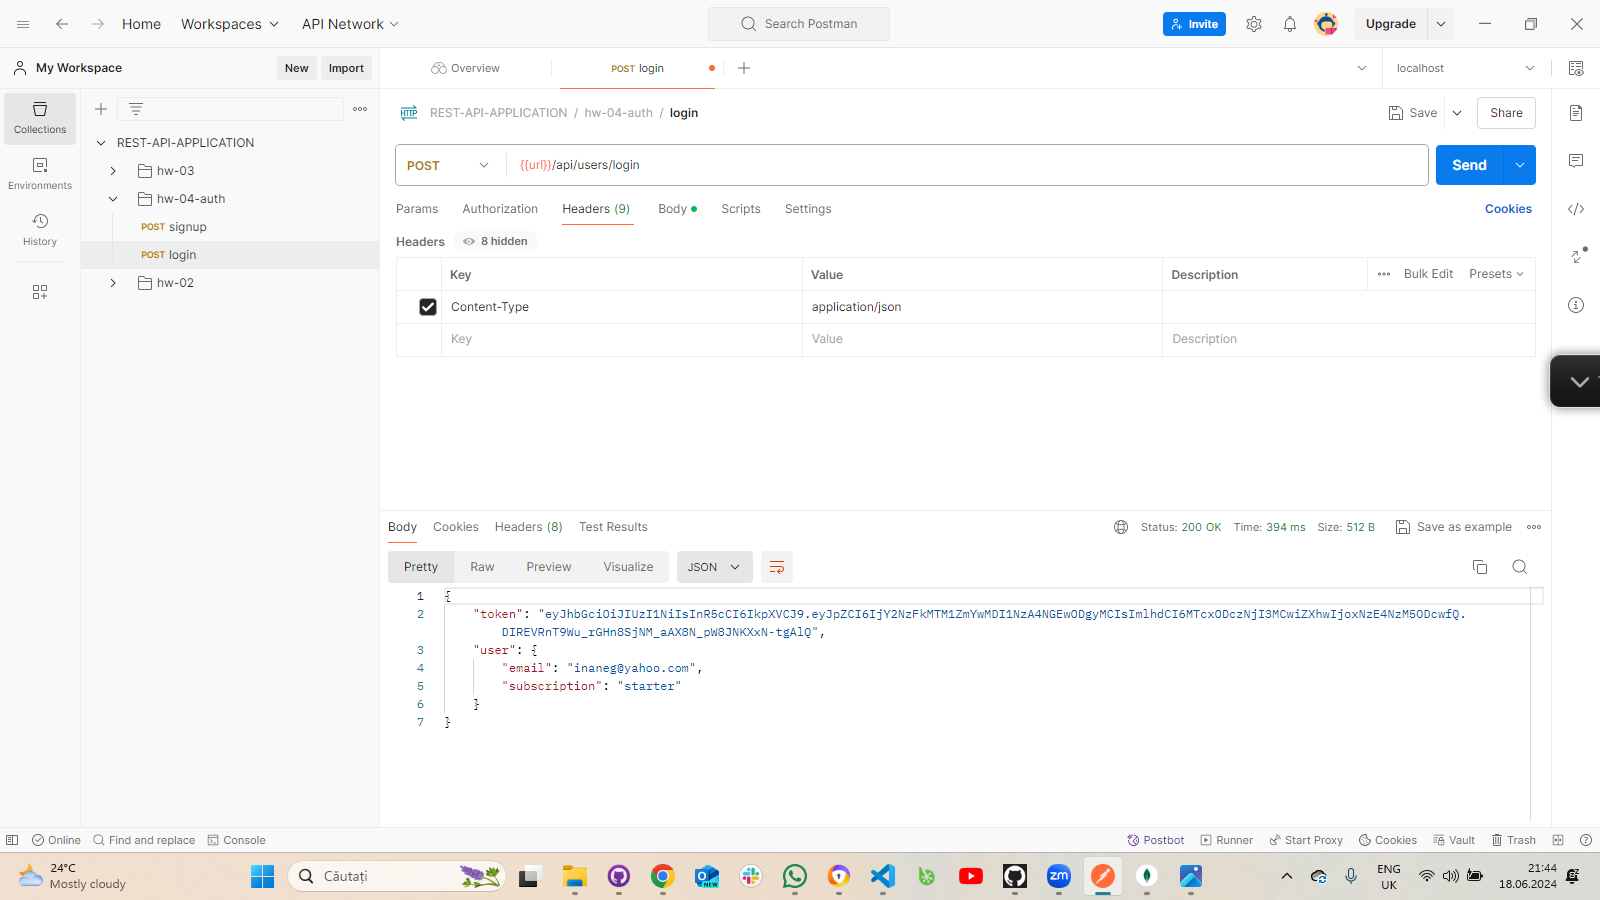 Home Workspaces API Network Search Postman Invite Upgrade
My Workspace New Import Overview POST login localhost
Collections
REST-API-APPLICATION / hw-04-auth / login Save Share
REST-API-APPLICATION
hw-03
POST {{url}}/api/users/login Send
Environments
hw-04-auth
Params Authorization Headers (9) Body Scripts Settings Cookies
POST signup
History
Headers 8 hidden
POST login
Key Value Description Bulk Edit Presets
hw-02
Content-Type application/json
Key Value Description
Body Cookies Headers (8) Test Results Status: 200 OK Time: 394 ms Size: 512 B Save as example
Pretty Raw Preview Visualize JSON
1 {
2 "token": "eyJhbGciOiJIUzI1NiIsInR5cCI6IkpXVCJ9.eyJpZCI6IjY2NzFkMTM1ZmYwMDI1NzA4NGEwODgyMCIsImlhdCI6MTcxODczNjI3MCwiZXhwIjoxNzE4NzM5ODcwfQ.
DIREVRnT9Wu_rGHn8SjNM_aAX8N_pW8JNKXxN-tgAlQ",
3 "user": {
4 "email": "inaneg@yahoo.com",
5 "subscription": "starter"
6 }
7 }
Online Find and replace Console Postbot Runner Start Proxy Cookies Vault Trash
24°C
Mostly cloudy
Căutați
NEW
zm
ENG
UK
21:44
18.06.2024